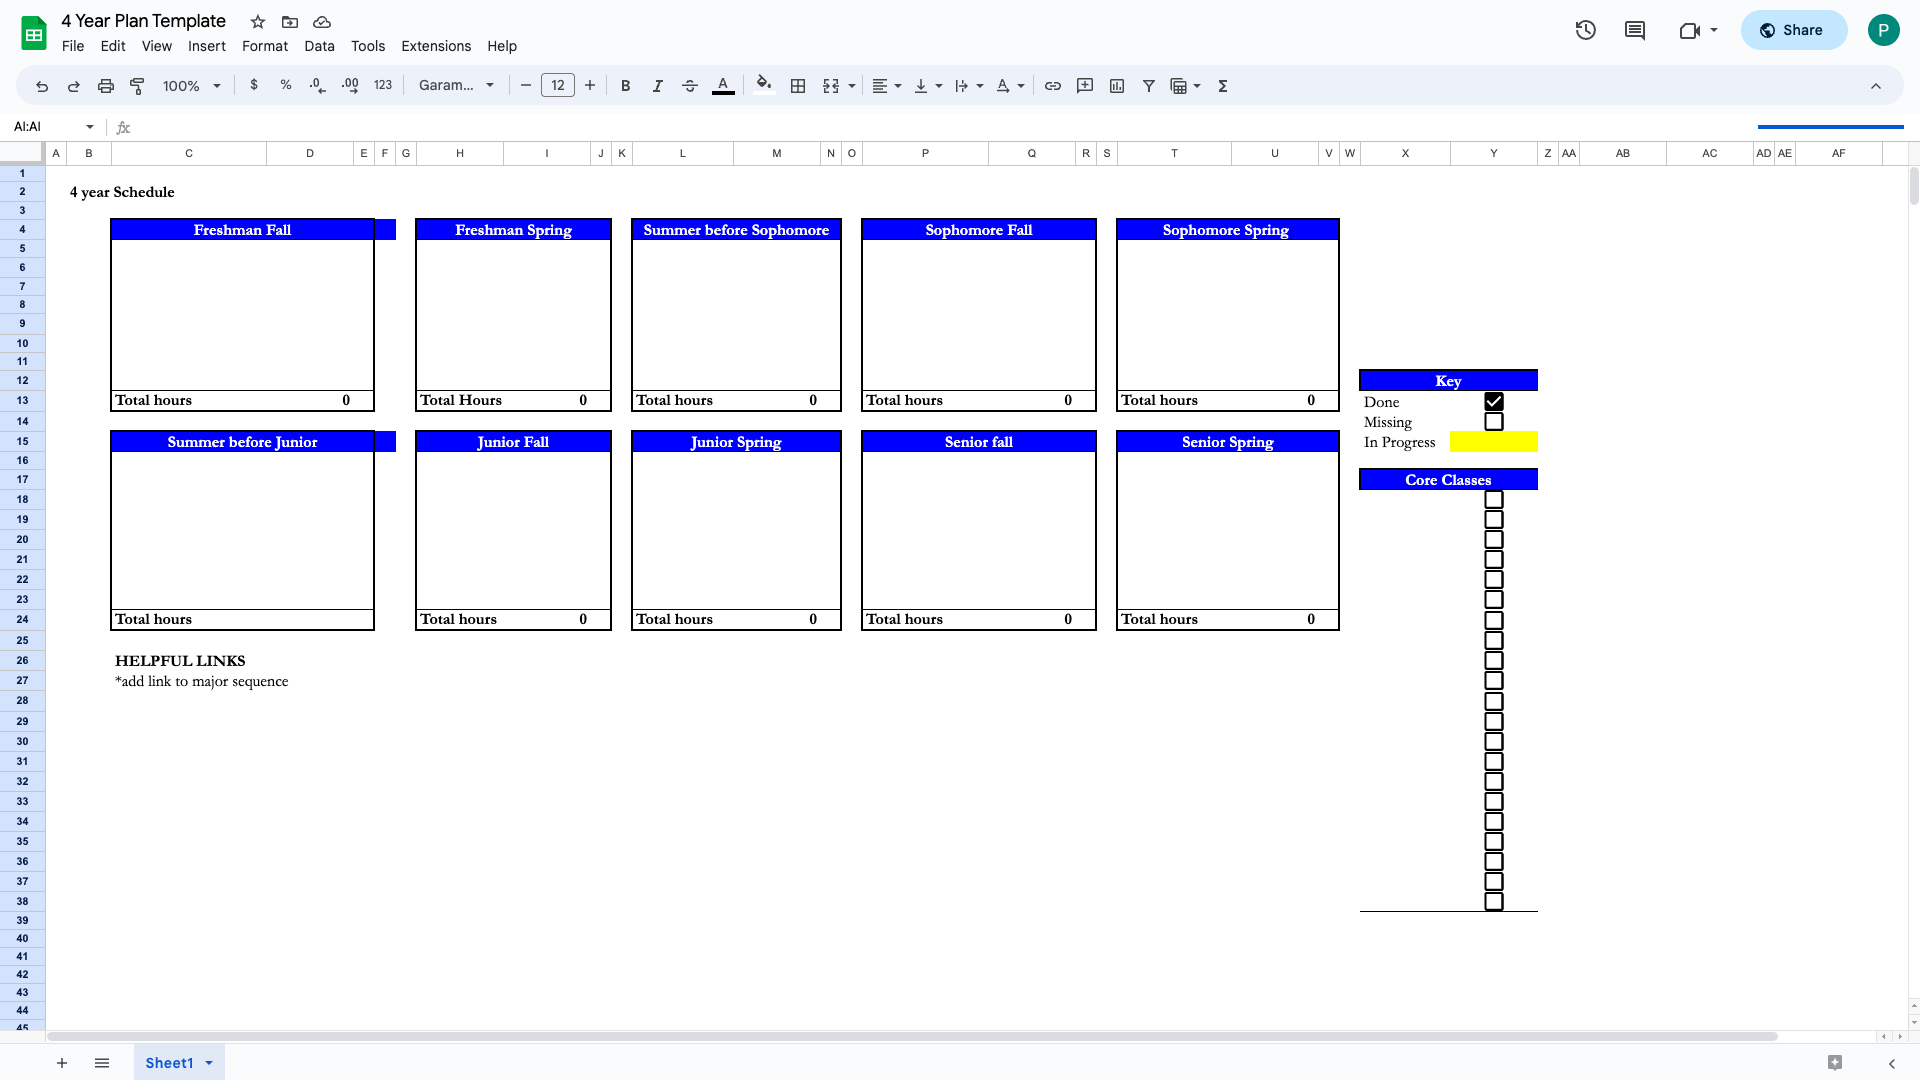 4 Year Plan Template
File Edit View Insert Format Data Tools Extensions Help
Share
P
100% $ % .0 .00 123 Garam... 12 B I A A Σ
AI:AI fx
A B C D E F G H I J K L M N O P Q R S T U V W X Y Z AA AB AC AD AE AF
1
2 4 year Schedule
3
4 Freshman Fall Freshman Spring Summer before Sophomore Sophomore Fall Sophomore Spring
5
6
7
8
9
10
11
12 Key
13 Total hours 0 Total Hours 0 Total hours 0 Total hours 0 Total hours 0 Done
14 Missing
15 Summer before Junior Junior Fall Junior Spring Senior fall Senior Spring In Progress
16
17 Core Classes
18
19
20
21
22
23
24 Total hours Total hours 0 Total hours 0 Total hours 0 Total hours 0
25
26 HELPFUL LINKS
27 *add link to major sequence
28
29
30
31
32
33
34
35
36
37
38
39
40
41
42
43
44
45
Sheet1